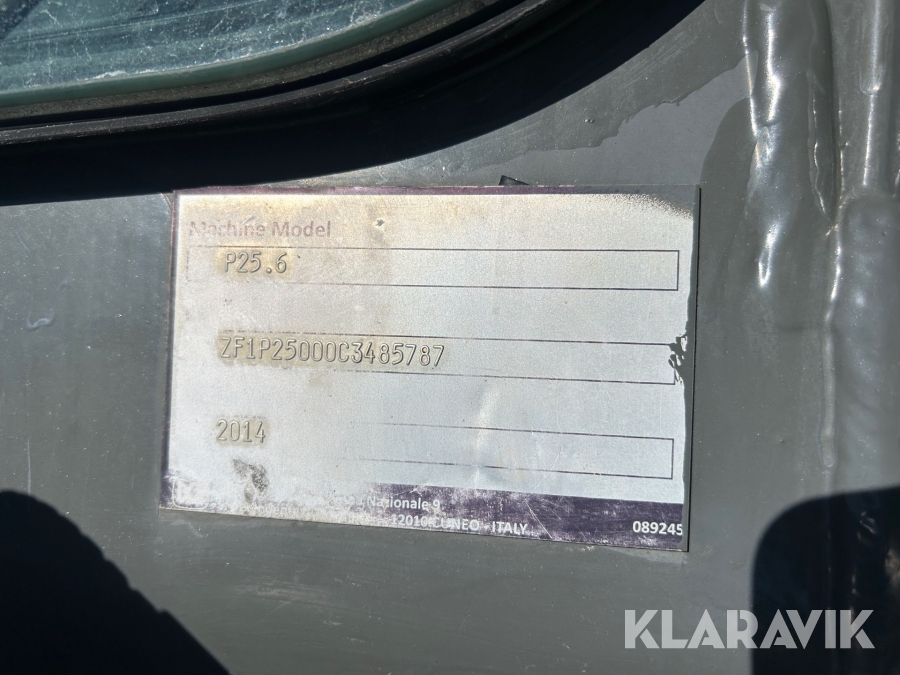 Machine Model
P25.6
ZF1P25000C3485787
2014
Nationale 9
12010 CUNEO - ITALY
089245
KLARAVIK